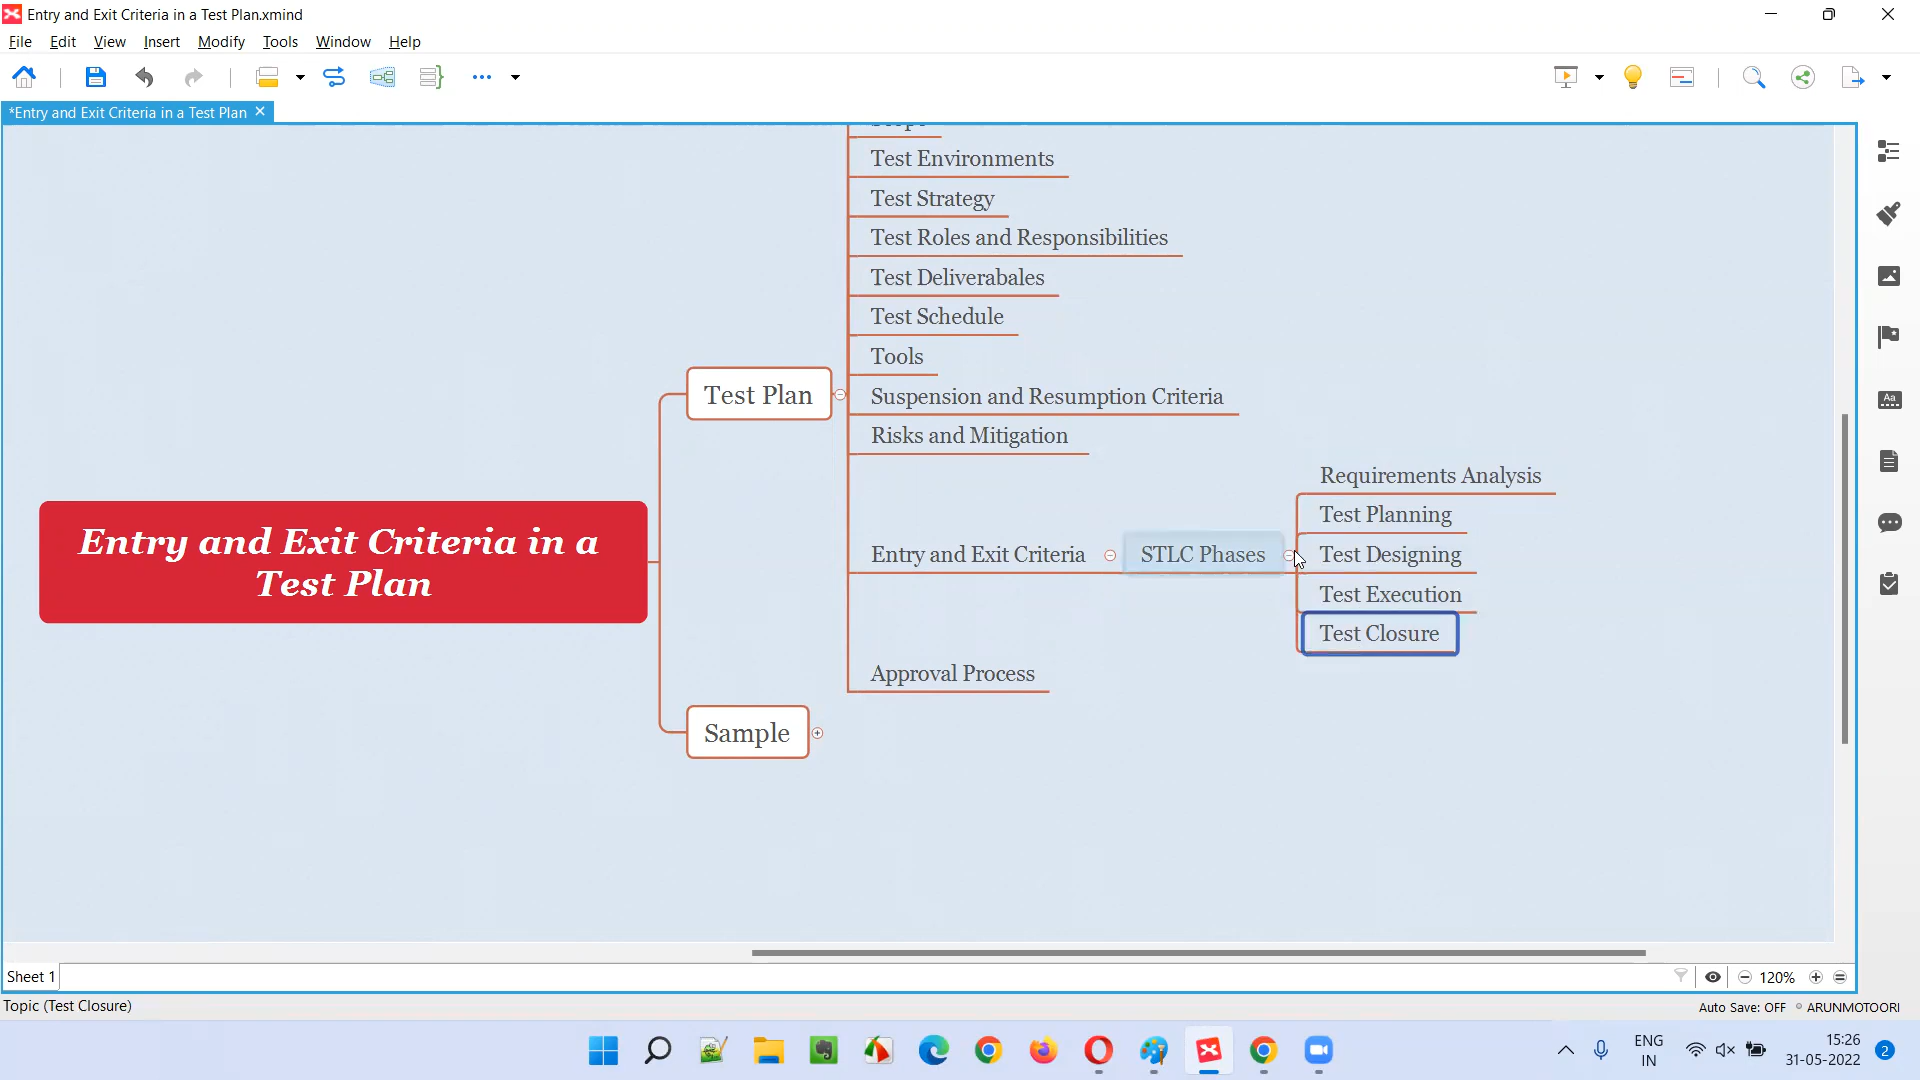 Entry and Exit Criteria in a Test Plan.xmind
File Edit View Insert Modify Tools Window Help
*Entry and Exit Criteria in a Test Plan
Test Environments
Test Strategy
Test Roles and Responsibilities
Test Deliverabales
Test Schedule
Tools
Test Plan
Suspension and Resumption Criteria
Risks and Mitigation
Requirements Analysis
Test Planning
Entry and Exit Criteria in a
Test Plan
Entry and Exit Criteria
STLC Phases
Test Designing
Test Execution
Test Closure
Approval Process
Sample
Sheet 1
120%
Topic (Test Closure)
Auto Save: OFF
ARUNMOTOORI
ENG
IN
15:26
31-05-2022
2
Aa